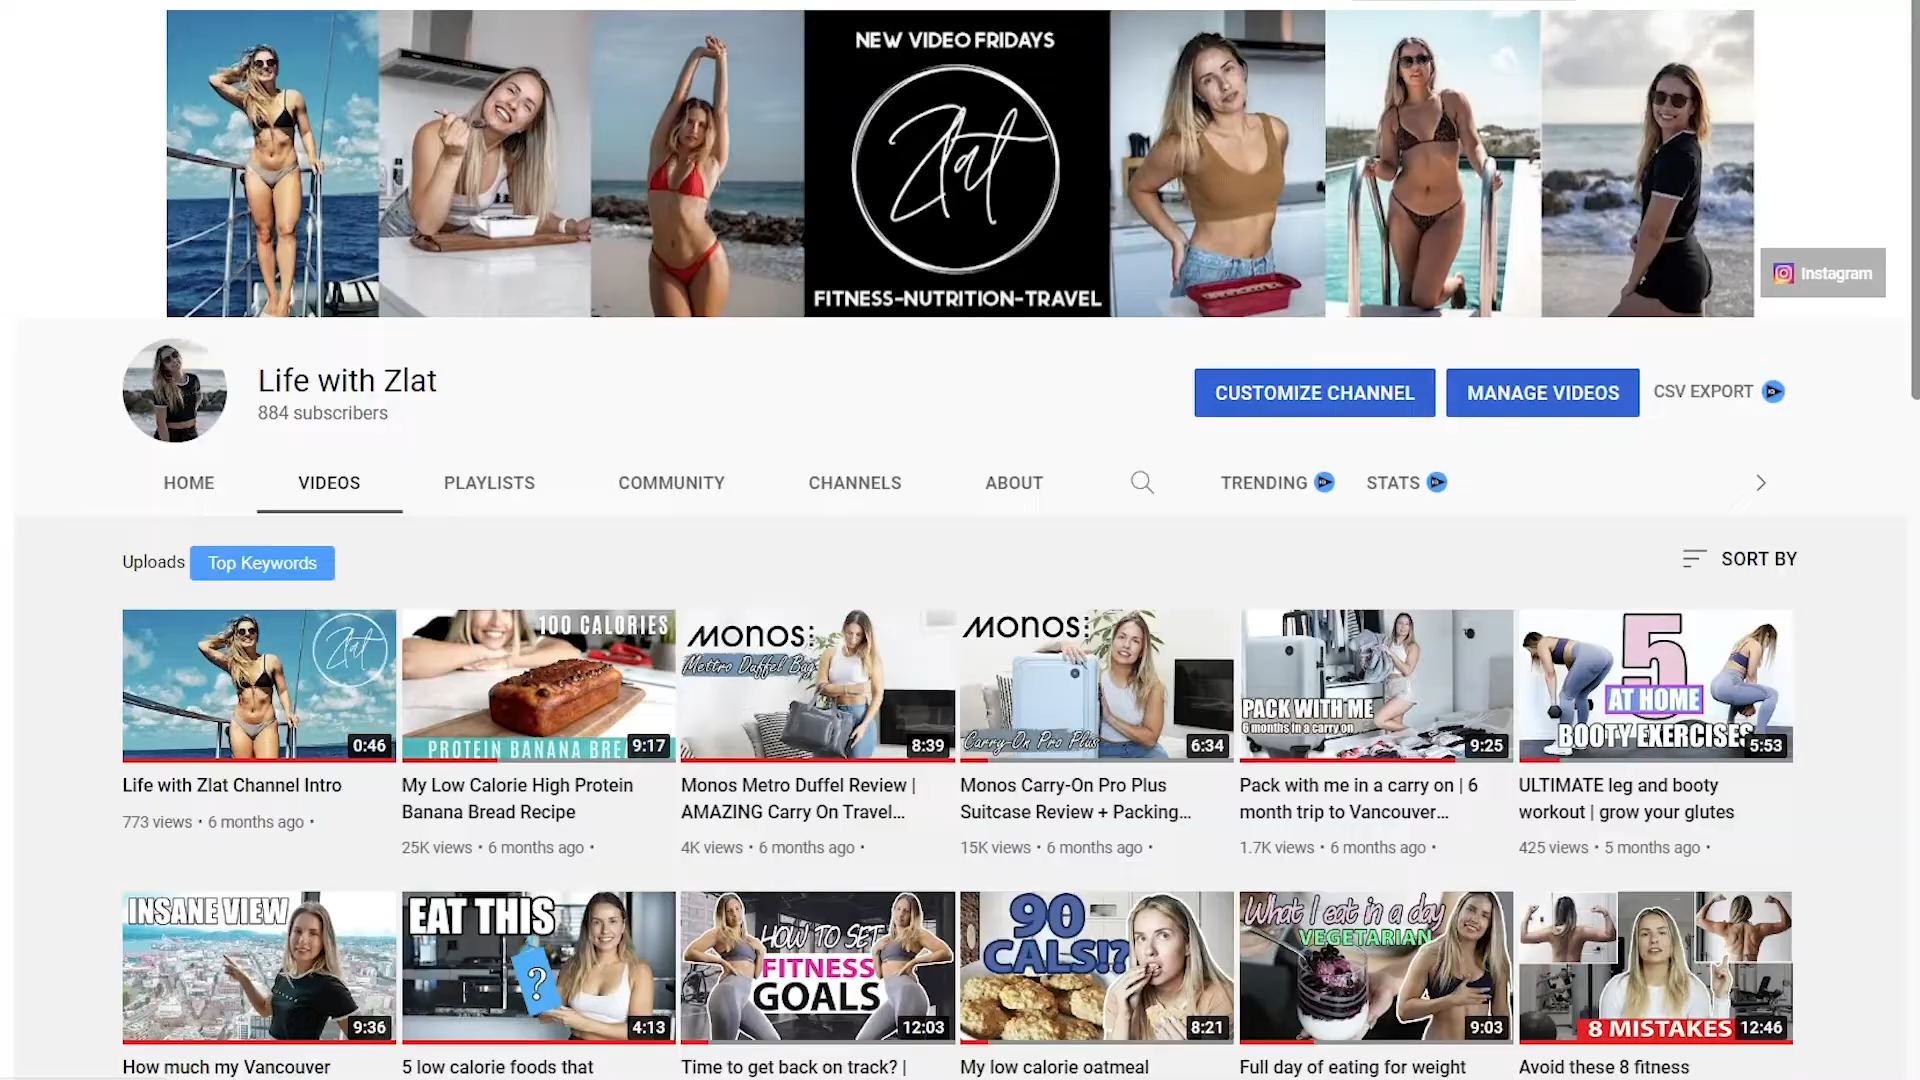 NEW VIDEO FRIDAYS
Zlat
FITNESS-NUTRITION-TRAVEL
Instagram
Life with Zlat
884 subscribers
CUSTOMIZE CHANNEL
MANAGE VIDEOS
CSV EXPORT
HOME
VIDEOS
PLAYLISTS
COMMUNITY
CHANNELS
ABOUT
TRENDING
STATS
Uploads
Top Keywords
SORT BY
Zlat
0:46
100 CALORIES
PROTEIN BANANA BREA
9:17
MONOS:
Mettro Duffel Bag
8:39
MONOS:
Carry-On Pro Plus
6:34
PACK WITH ME
6 months in a carry on
9:25
5
AT HOME
BOOTY EXERCISES
5:53
Life with Zlat Channel Intro
773 views • 6 months ago •
My Low Calorie High Protein
Banana Bread Recipe
25K views • 6 months ago •
Monos Metro Duffel Review |
AMAZING Carry On Travel...
4K views • 6 months ago •
Monos Carry-On Pro Plus
Suitcase Review + Packing...
15K views • 6 months ago •
Pack with me in a carry on | 6
month trip to Vancouver...
1.7K views • 6 months ago •
ULTIMATE leg and booty
workout | grow your glutes
425 views • 5 months ago •
INSANE VIEW
9:36
EAT THIS
?
4:13
HOW TO SET
FITNESS
GOALS
12:03
90
CALS!?
8:21
What I eat in a day
VEGETARIAN
9:03
8 MISTAKES
12:46
How much my Vancouver
5 low calorie foods that
Time to get back on track? |
My low calorie oatmeal
Full day of eating for weight
Avoid these 8 fitness